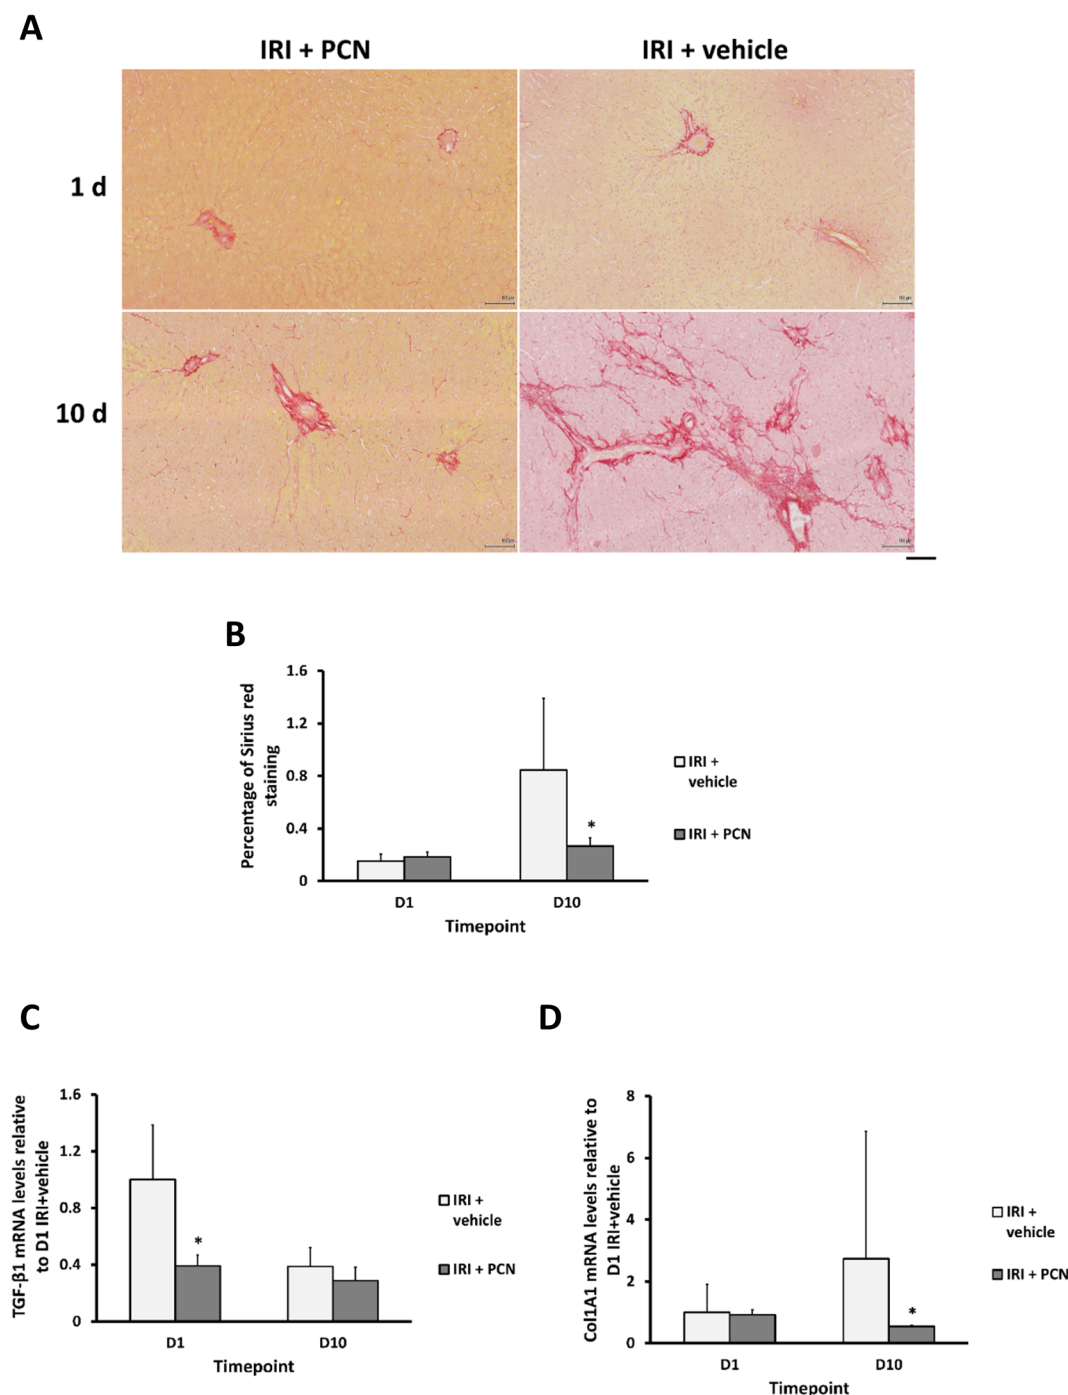 A
IRI + PCN
IRI + vehicle
1 d
10 d
B
Percentage of Sirius red
staining
1.6
1.2
0.8
0.4
0
*
D1
D10
Timepoint
IRI +
vehicle
IRI + PCN
C
TGF-β1 mRNA levels relative
to D1 IRI+vehicle
1.6
1.2
0.8
0.4
0
*
D1
D10
Timepoint
IRI +
vehicle
IRI + PCN
D
Col1A1 mRNA levels relative to
D1 IRI+vehicle
8
6
4
2
0
*
D1
D10
Timepoint
IRI +
vehicle
IRI + PCN